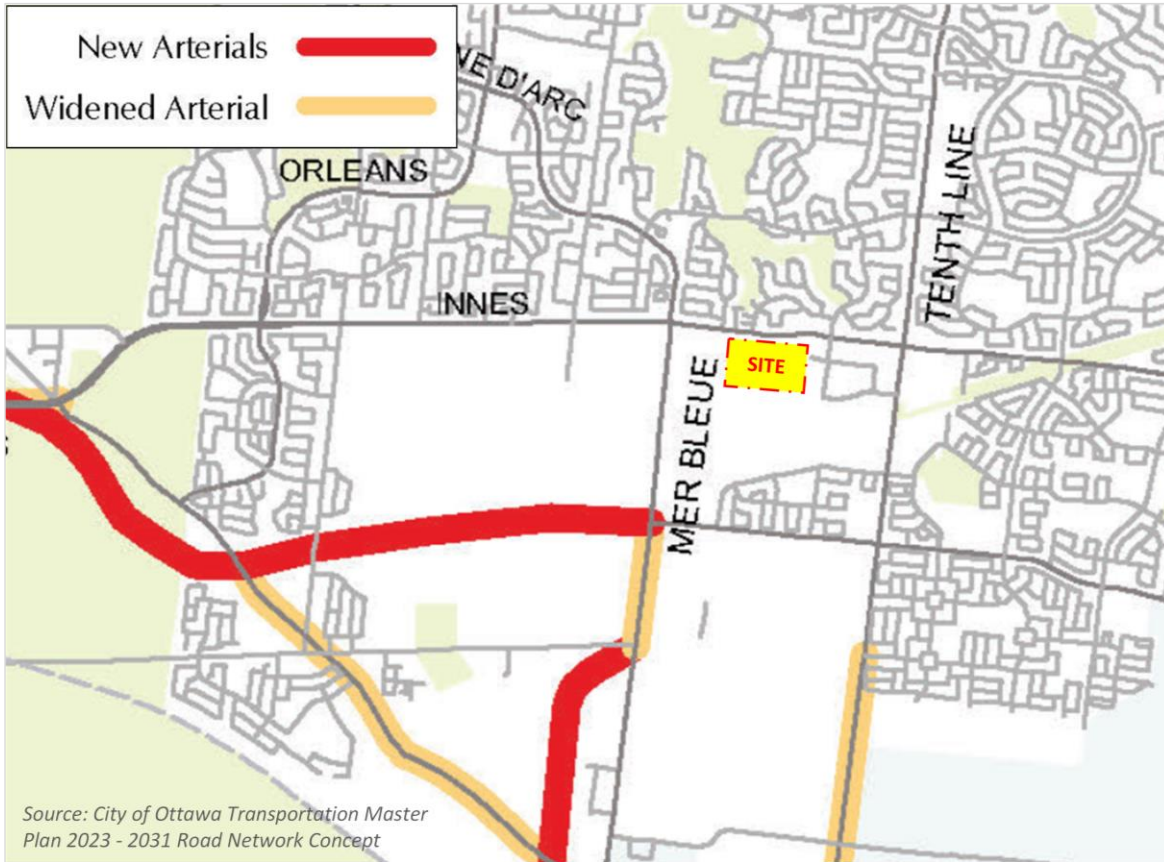 New Arterials
Widened Arterial
NE D'ARC
ORLEANS
TENTH LINE
INNES
MER BLEUE
SITE
S
Source: City of Ottawa Transportation Master
Plan 2023 - 2031 Road Network Concept